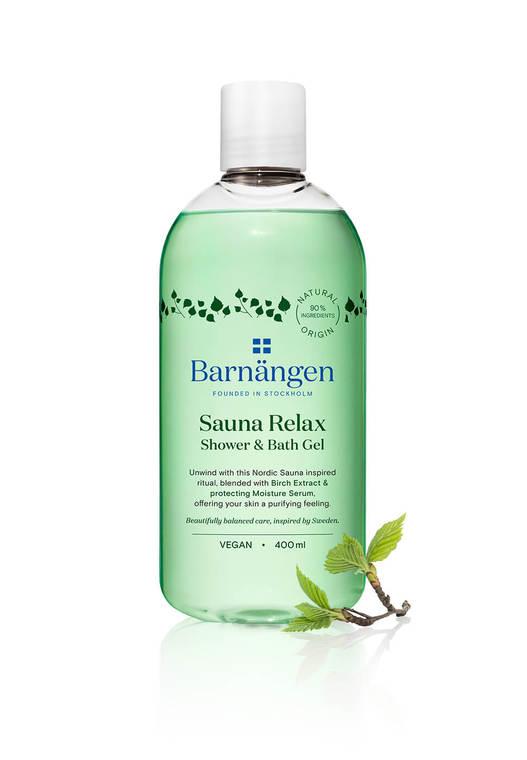 NATURAL
90%
INGREDIENTS
ORIGIN
Barnängen
FOUNDED IN STOCKHOLM
Sauna Relax
Shower & Bath Gel
Unwind with this Nordic Sauna inspired
ritual, blended with Birch Extract &
protecting Moisture Serum,
offering your skin a purifying feeling.
Beautifully balanced care, inspired by Sweden.
VEGAN • 400 ml